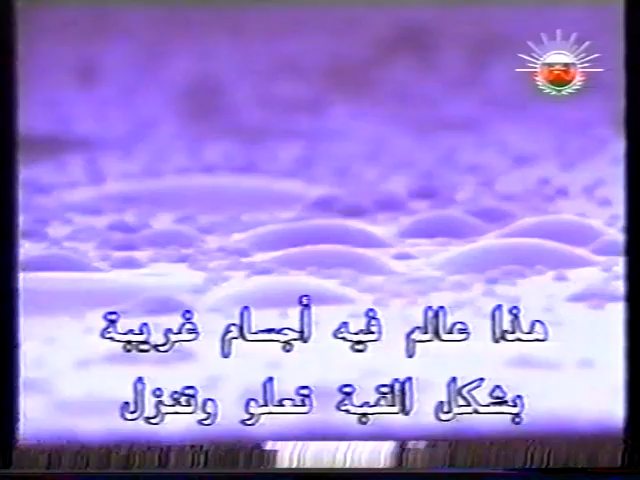 هذا عالم فيه أجسام غريبة
بشكل القبة تعلو وتنزل